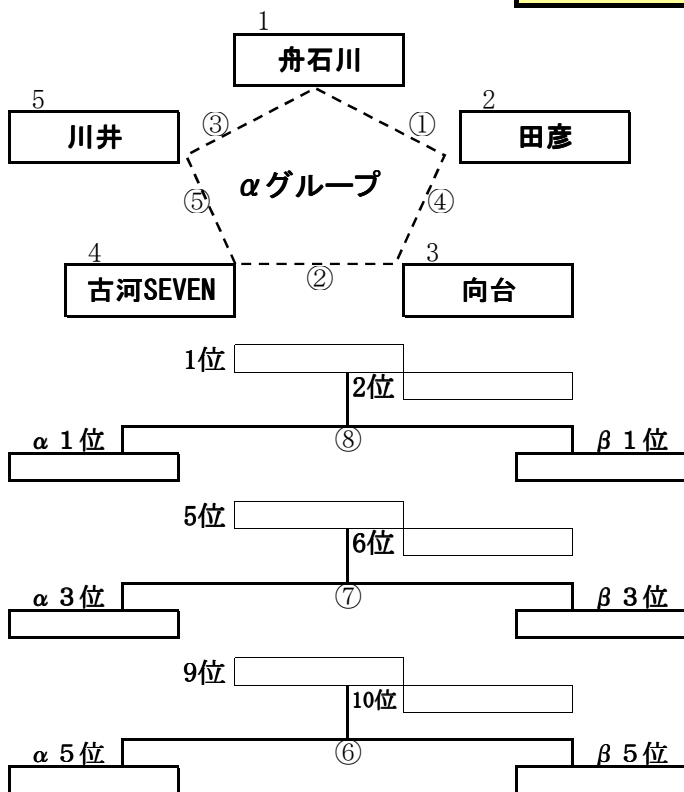 1
舟石川
5
川井
2
田彦
③
①
αグループ
⑤
④
4
古河SEVEN
②
3
向台
1位
2位
α 1位
⑧
β 1位
5位
6位
α 3位
⑦
β 3位
9位
10位
α 5位
⑥
β 5位